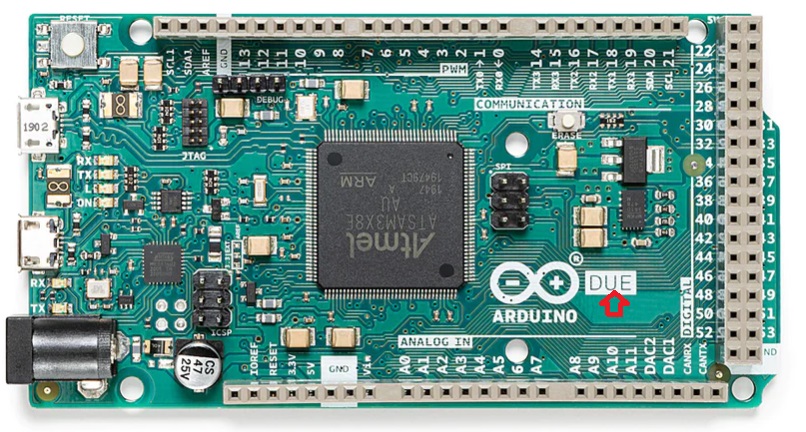 RESET
SCL1
SDA1
AREF
GND
13
12
11
10
9
8
7
6
5
4
3
2
TX0→1
RX0←0
TX3 14
RX3 15
TX2 16
RX2 17
TX1 18
RX1 19
SDA 20
SCL 21
PWM
COMMUNICATION
DEBUG
JTAG
1902
RX
TX
L
ON
ERASE
SPI
22
24
26
28
30
32
36
38
40
42
44
46
48
50
52
DIGITAL
Atmel
ATSAM3X8E
AU
ARM
1947 A
19479CT
®
DUE
ARDUINO
RX
TX
ICSP
CS
47
25V
ANALOG IN
IOREF
RESET
3.3V
5V
GND
Vin
A0
A1
A2
A3
A4
A5
6
A7
A8
A9
A10
A11
DAC2
DAC1
CANRX
CANTX